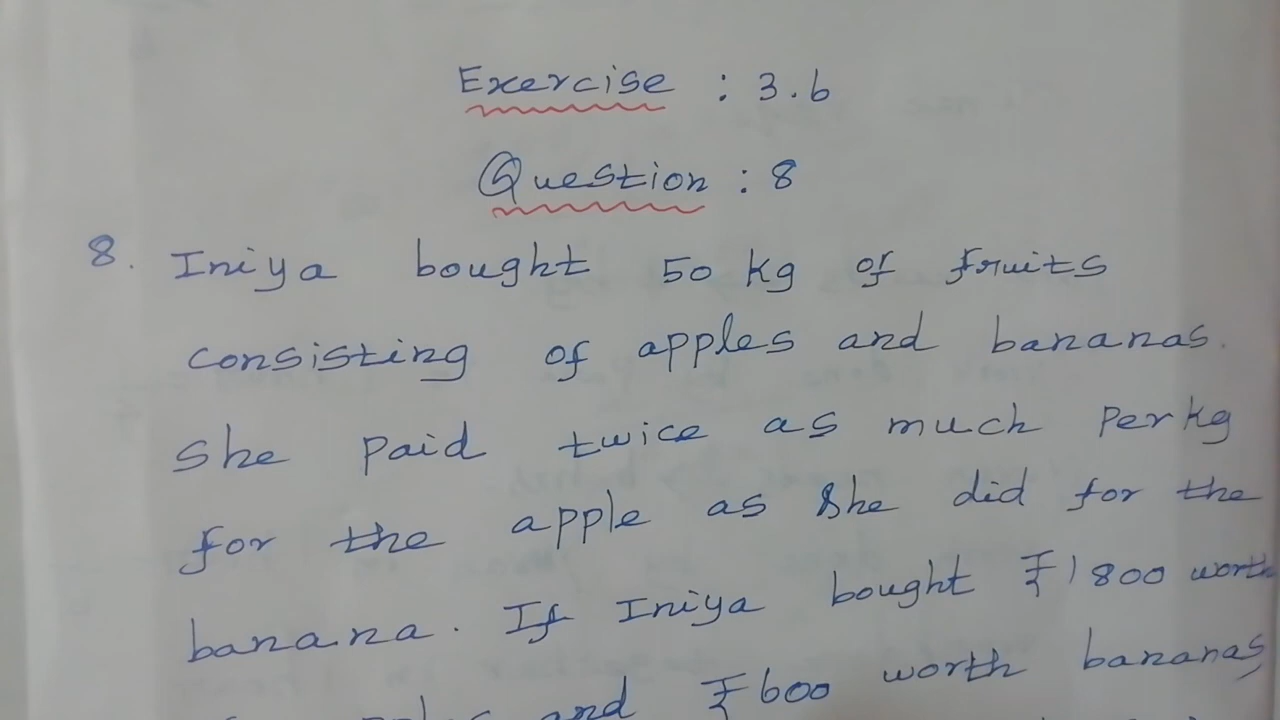 Exercise : 3.6
Question : 8
8. Iniya bought 50 kg of fruits
consisting of apples and bananas.
She paid twice as much per kg
for the apple as she did for the
banana. If Iniya bought ₹1800 worth
and ₹600 worth bananas